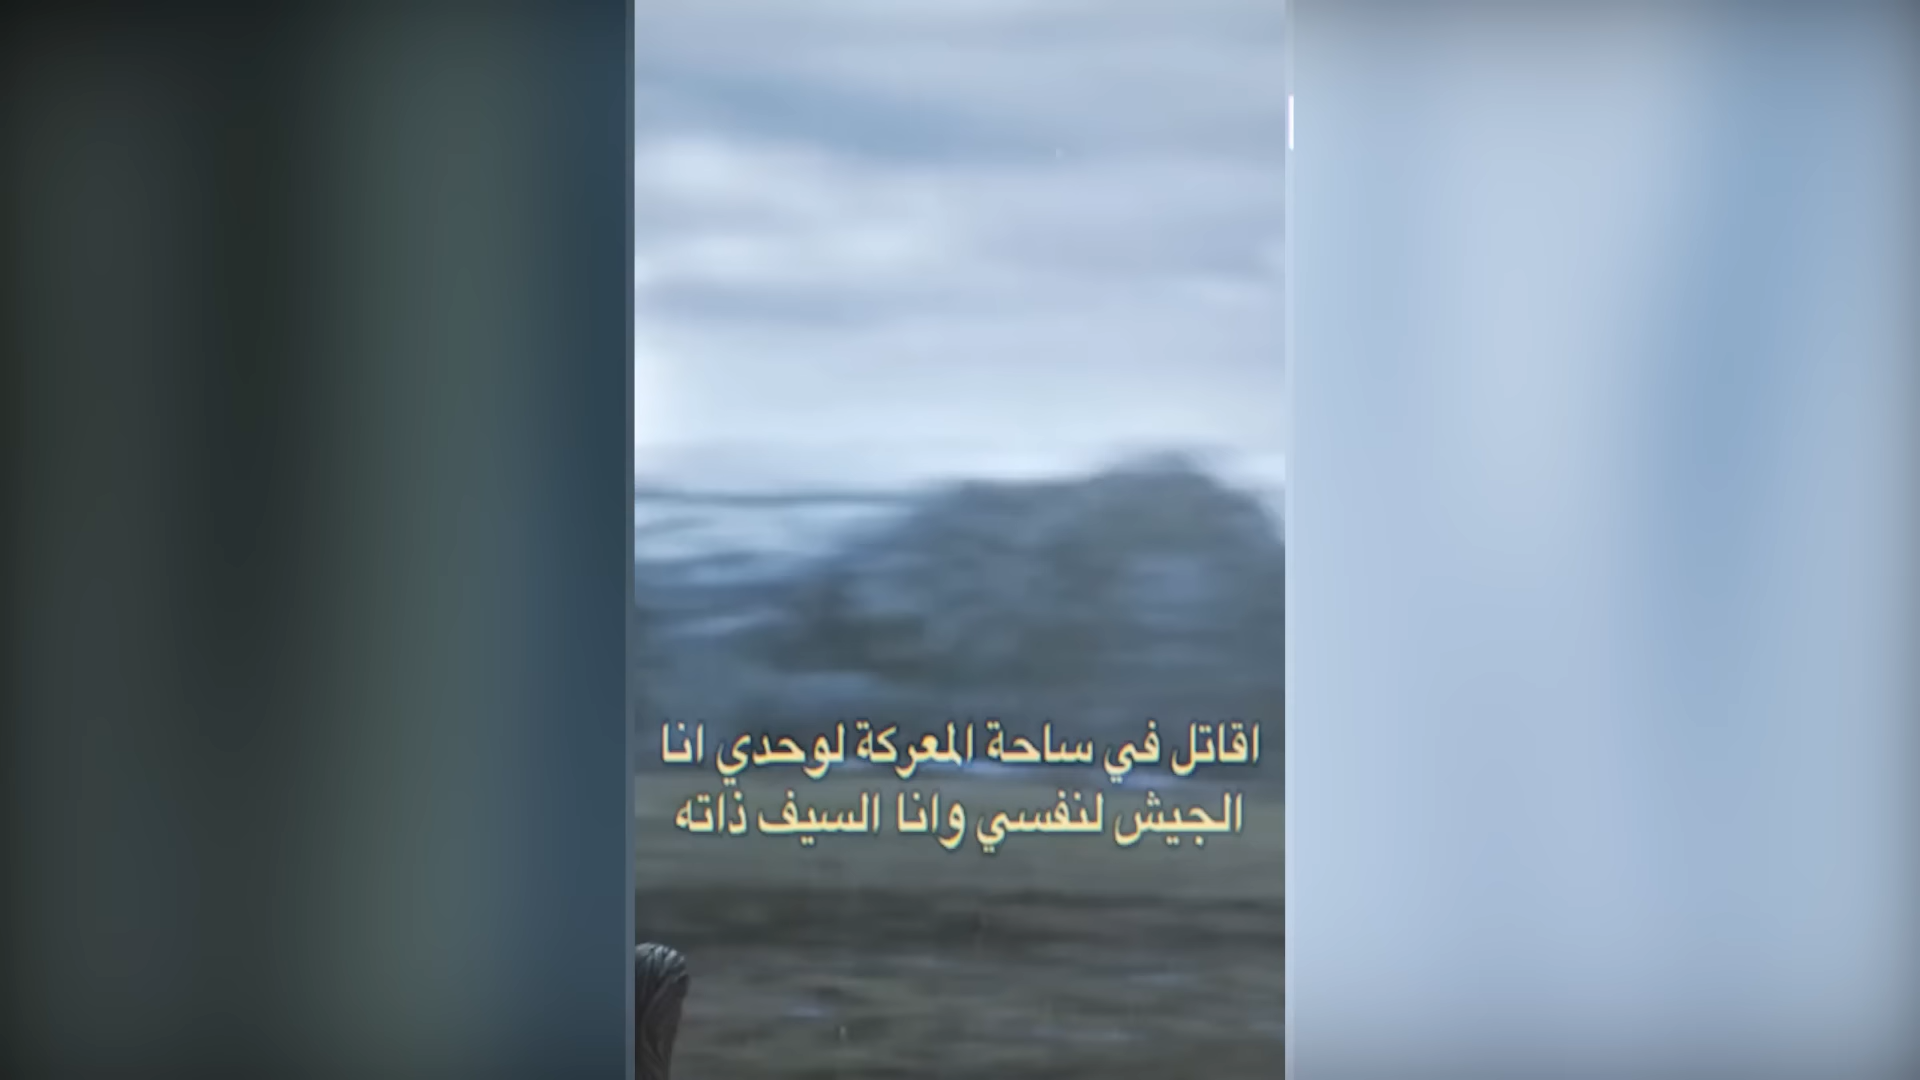 اقاتل في ساحة المعركة لوحدي انا
الجيش لنفسي وانا السيف ذاته